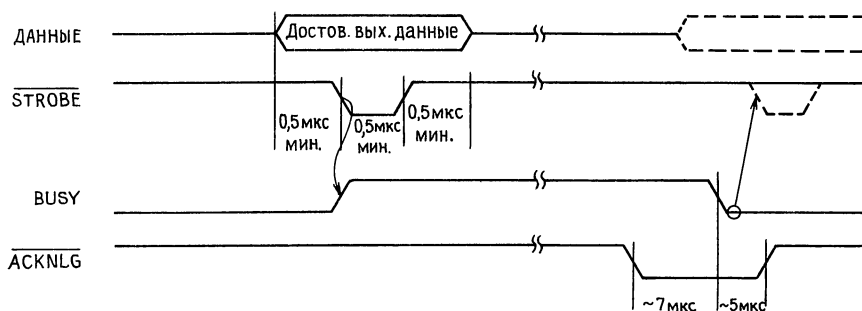 ДАННЫЕ
Достов. вых. данные
STROBE
0,5мкс
мин.
0,5мкс
мин.
0,5мкс
мин.
BUSY
ACKNLG
~7мкс
~5мкс